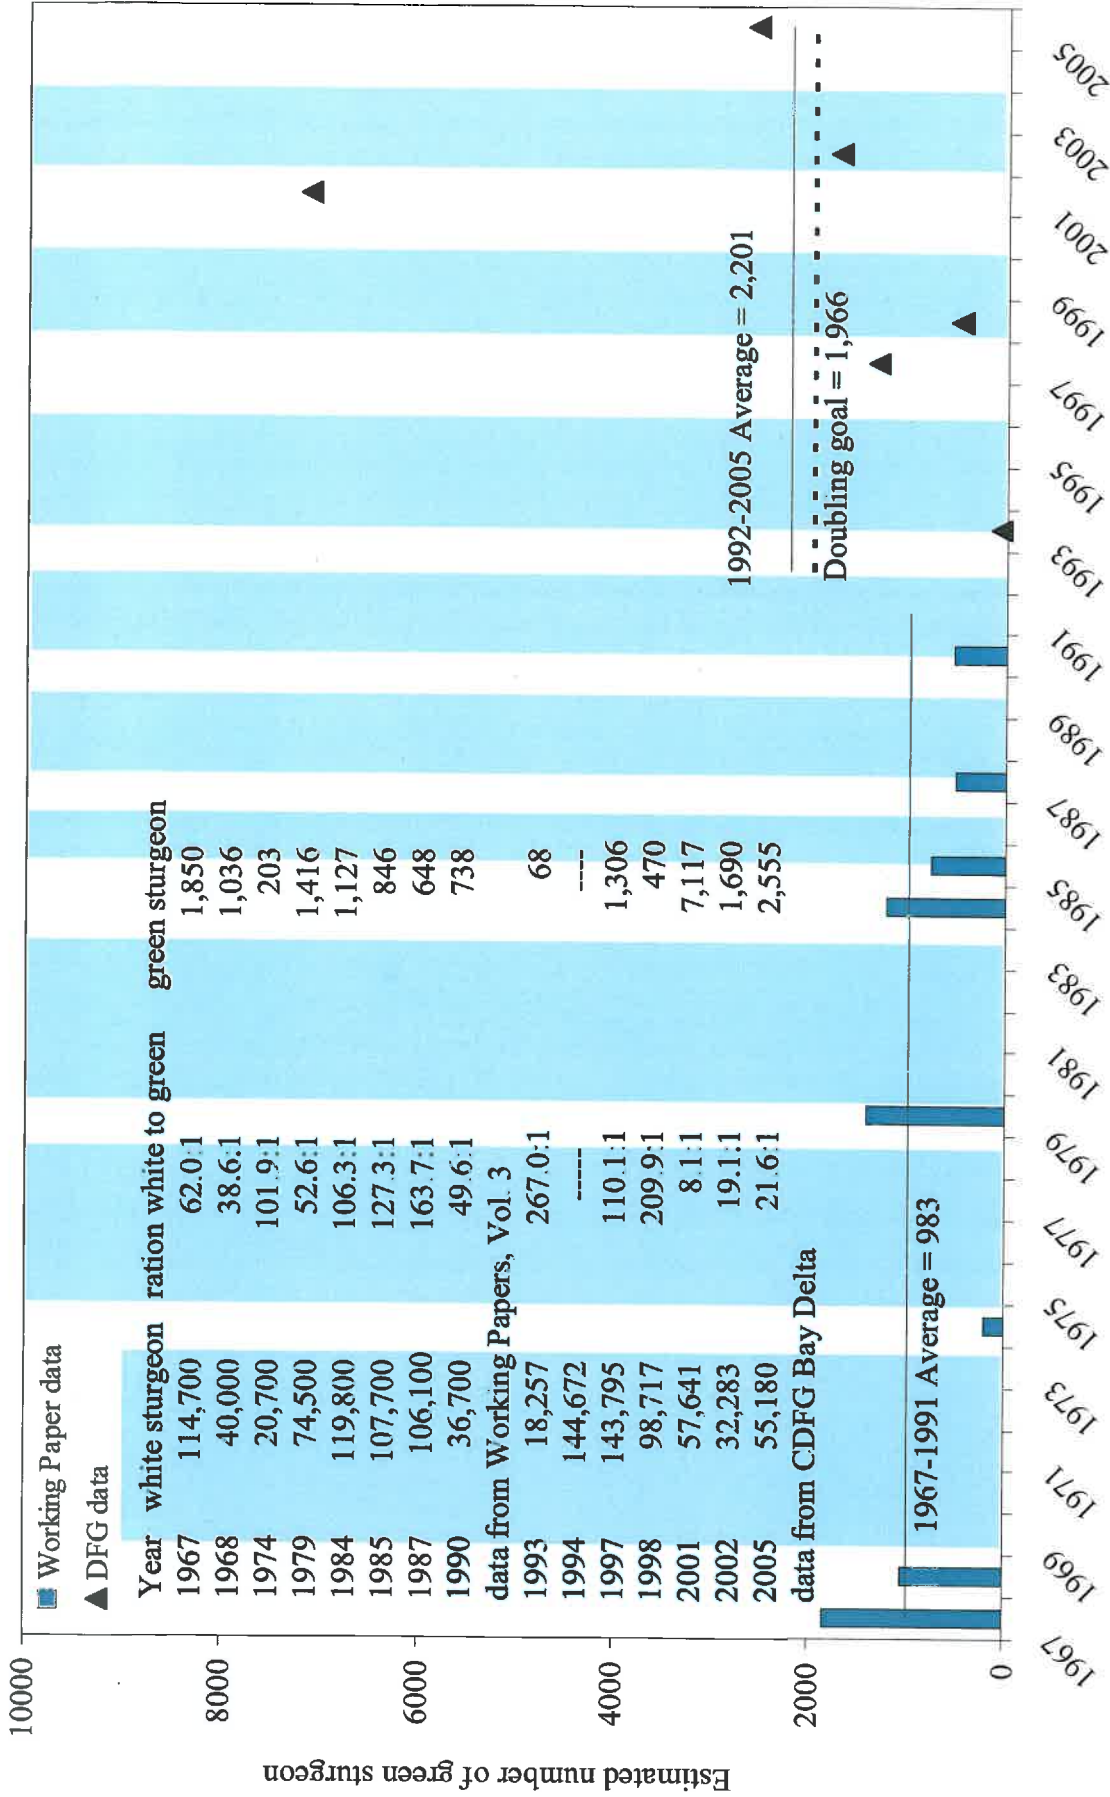 Working Paper data
DFG data
Year white sturgeon ration white to green green sturgeon
1967 114,700 62.0:1 1,850
1968 40,000 38.6:1 1,036
1974 20,700 101.9:1 203
1979 74,500 52.6:1 1,416
1984 119,800 106.3:1 1,127
1985 107,700 127.3:1 846
1987 106,100 163.7:1 648
1990 36,700 49.6:1 738
data from Working Papers, Vol. 3
1993 18,257 267.0:1 68
1994 144,672 ----- ----
1997 143,795 110.1:1 1,306
1998 98,717 209.9:1 470
2001 57,641 8.1:1 7,117
2002 32,283 19.1:1 1,690
2005 55,180 21.6:1 2,555
data from CDFG Bay Delta
1992-2005 Average = 2,201
Doubling goal = 1,966
1967-1991 Average = 983
Estimated number of green sturgeon
10000
8000
6000
4000
2000
0
1967 1969 1971 1973 1975 1977 1979 1981 1983 1985 1987 1989 1991 1993 1995 1997 1999 2001 2003 2005